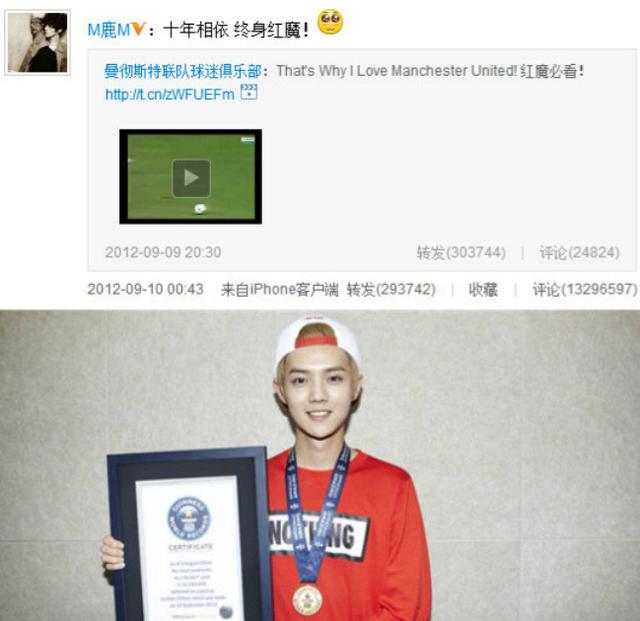 M鹿M：十年相依 终身红魔！
曼彻斯特联队球迷俱乐部：That's Why I Love Manchester United! 红魔必看！
http://t.cn/zWFUEFm
2012-09-09 20:30 转发(303744) | 评论(24824)
2012-09-10 00:43 来自iPhone客户端 转发(293742) | 收藏 | 评论(13296597)
GUINNESS
WORLD RECORDS
CERTIFICATE
NOTHING